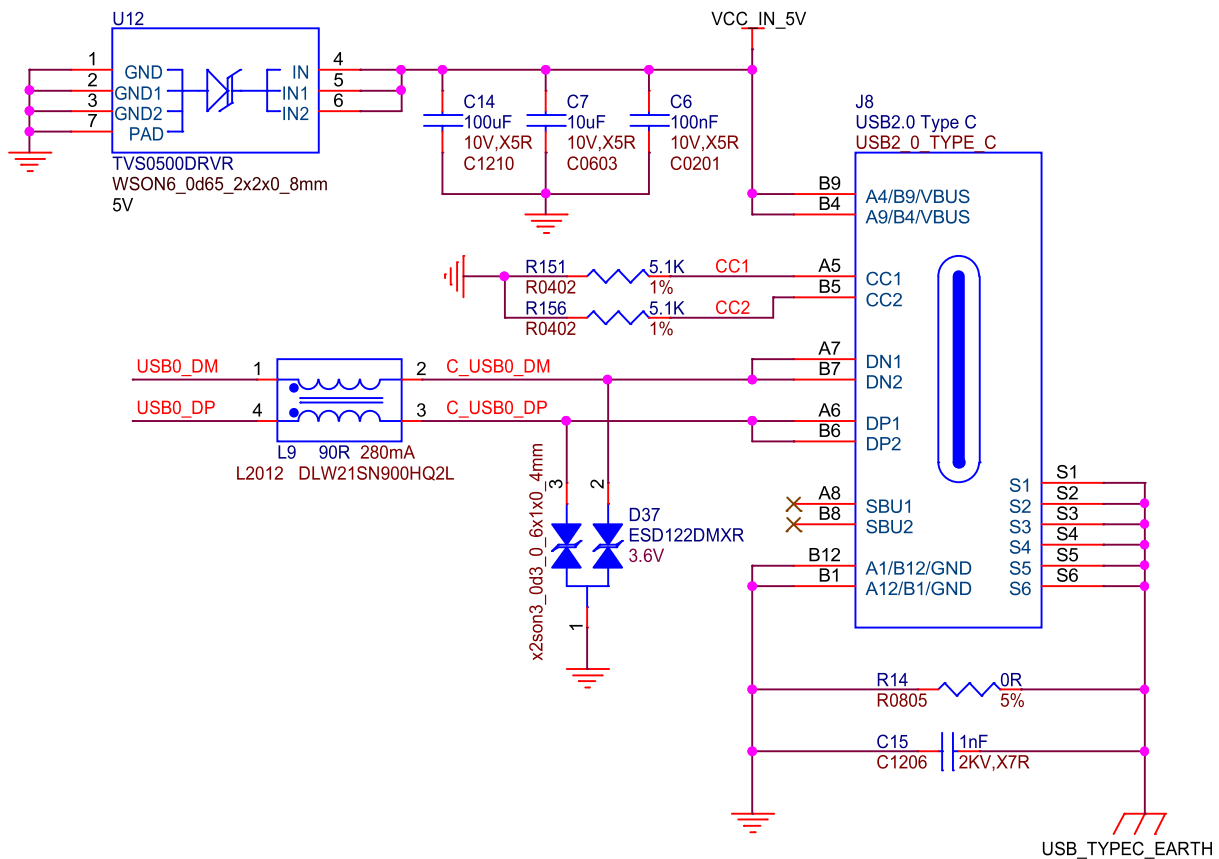 U12
1
2
3
7
GND
GND1
GND2
PAD
IN
IN1
IN2
4
5
6
TVS0500DRVR
WSON6_0d65_2x2x0_8mm
5V
C14
100uF
10V,X5R
C1210
C7
10uF
10V,X5R
C0603
C6
100nF
10V,X5R
C0201
VCC_IN_5V
J8
USB2.0 Type C
USB2_0_TYPE_C
B9
A4/B9/VBUS
B4
A9/B4/VBUS
R151
5.1K
CC1
R0402
1%
A5
CC1
B5
CC2
R156
5.1K
CC2
R0402
1%
USB0_DM
1
2
C_USB0_DM
A7
DN1
B7
DN2
USB0_DP
4
3
C_USB0_DP
A6
DP1
B6
DP2
L9
90R
280mA
L2012
DLW21SN900HQ2L
3
2
x2son3_0d3_0_6x1x0_4mm
D37
ESD122DMXR
3.6V
1
A8
SBU1
B8
SBU2
B12
A1/B12/GND
B1
A12/B1/GND
S1
S2
S3
S4
S5
S6
S1
S2
S3
S4
S5
S6
R14
0R
R0805
5%
C15
1nF
C1206
2KV,X7R
USB_TYPEC_EARTH